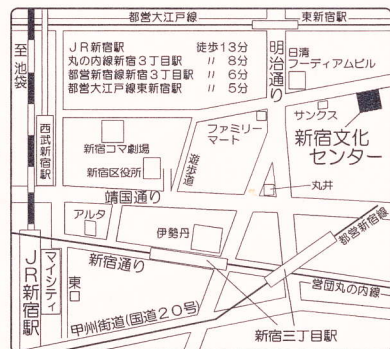 都営大江戸線
東新宿駅
至池袋
JR新宿駅 徒歩13分
丸の内線新宿3丁目駅 〃 8分
都営新宿線新宿3丁目駅 〃 6分
都営大江戸線東新宿駅 〃 5分
明治通り
日清
フーディアムビル
サンクス
新宿文化
センター
西武新宿駅
新宿コマ劇場
新宿区役所
遊歩道
ファミリー
マート
靖国通り
丸井
アルタ
伊勢丹
都営新宿線
JR新宿駅
マイシティ
新宿通り
東口
営団丸の内線
甲州街道(国道20号)
新宿三丁目駅